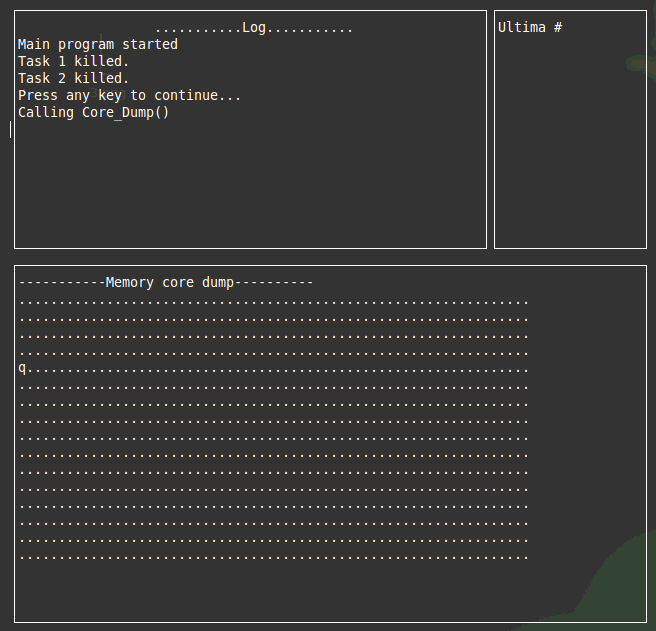 ...........Log...........
Main program started
Task 1 killed.
Task 2 killed.
Press any key to continue...
Calling Core_Dump()
Ultima #
-----------Memory core dump----------
................................................................
................................................................
................................................................
................................................................
q...............................................................
................................................................
................................................................
................................................................
................................................................
................................................................
................................................................
................................................................
................................................................
................................................................
................................................................
................................................................